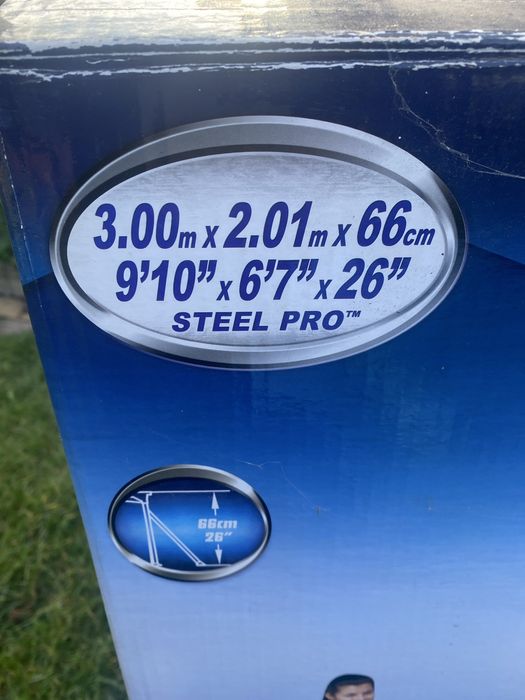 3.00m x 2.01m x 66cm
9'10" x 6'7" x 26"
STEEL PRO™
66cm
26"